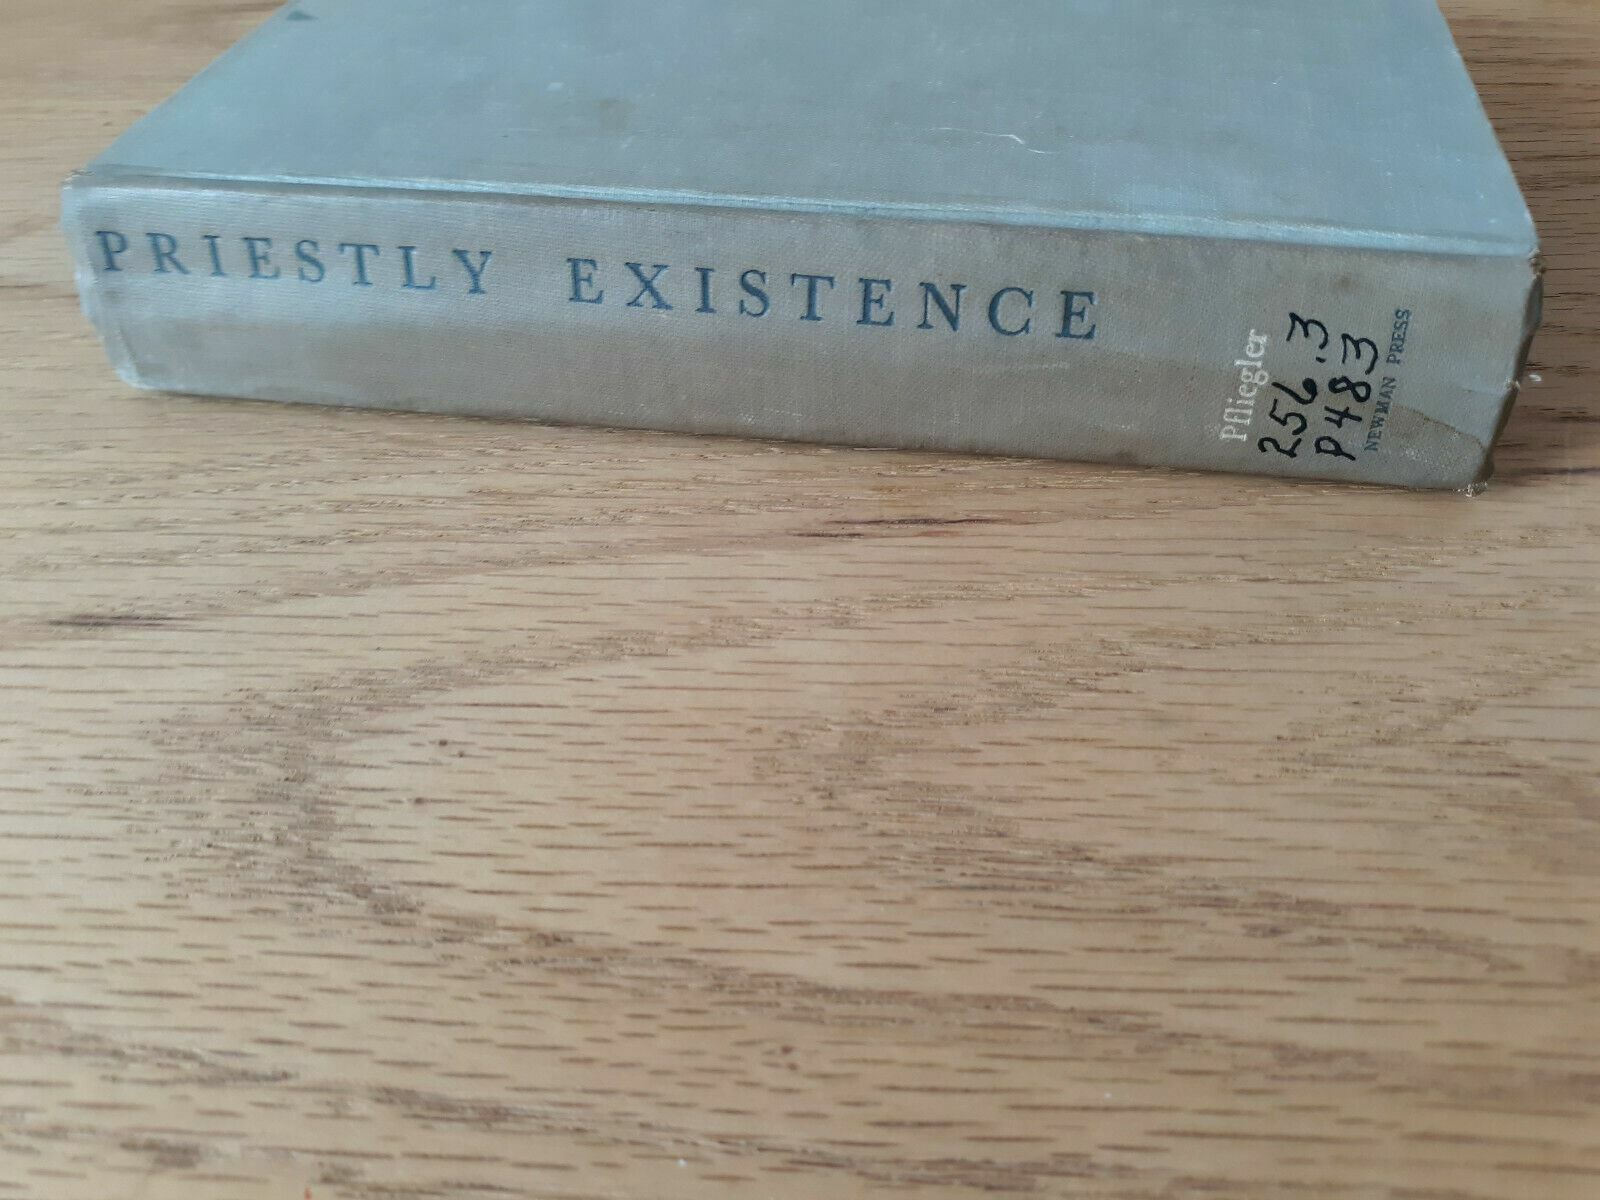 PRIESTLY EXISTENCE
Pfliegler
256.3
P483
NEWMAN PRESS